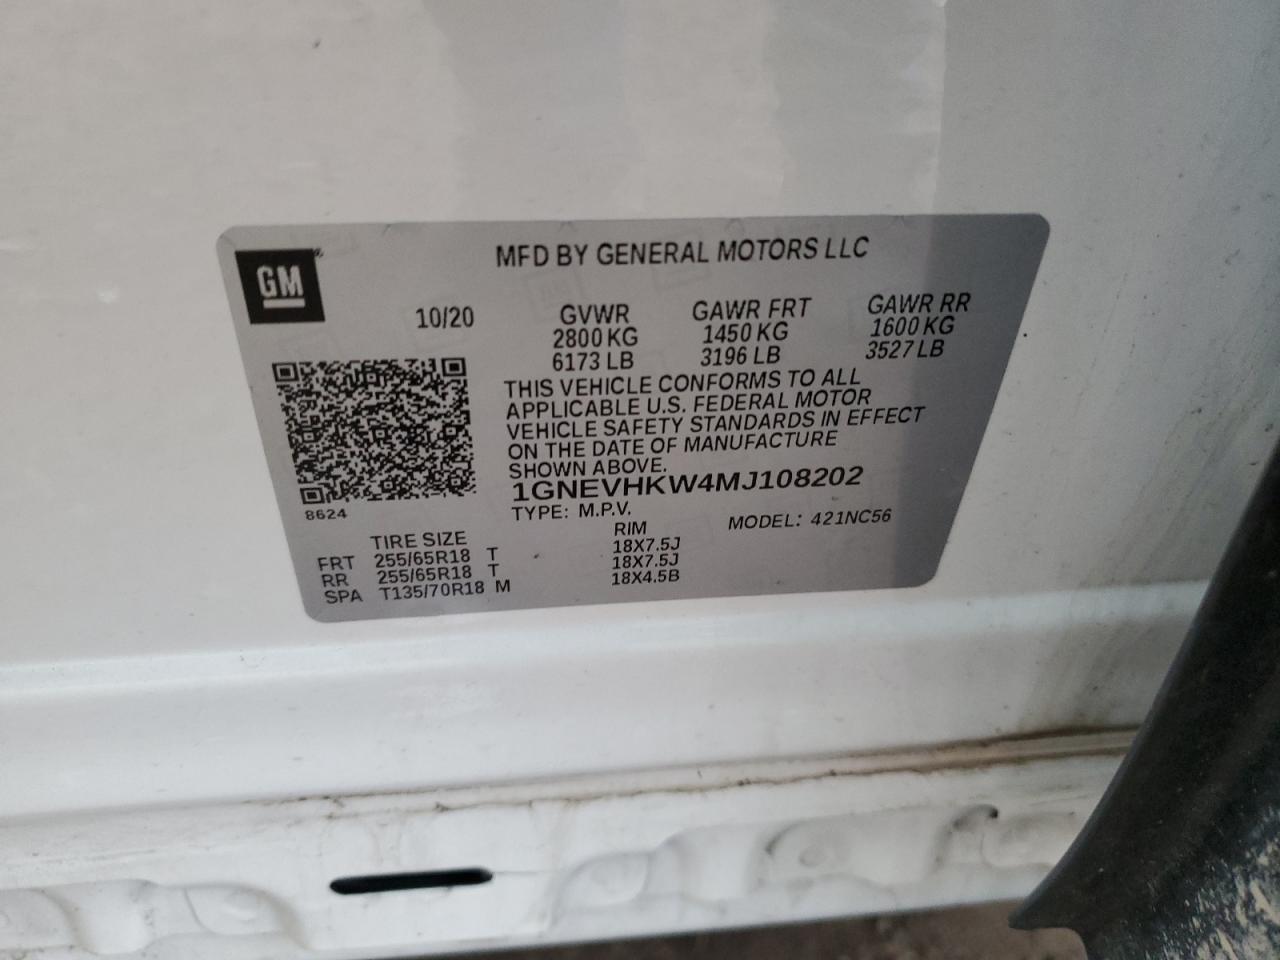 MFD BY GENERAL MOTORS LLC
GM
10/20 GVWR GAWR FRT GAWR RR
2800 KG 1450 KG 1600 KG
6173 LB 3196 LB 3527 LB
THIS VEHICLE CONFORMS TO ALL
APPLICABLE U.S. FEDERAL MOTOR
VEHICLE SAFETY STANDARDS IN EFFECT
ON THE DATE OF MANUFACTURE
SHOWN ABOVE.
1GNEVHKW4MJ108202
8624
TYPE: M.P.V. MODEL: 421NC56
TIRE SIZE RIM
FRT 255/65R18 T 18X7.5J
RR 255/65R18 T 18X7.5J
SPA T135/70R18 M 18X4.5B